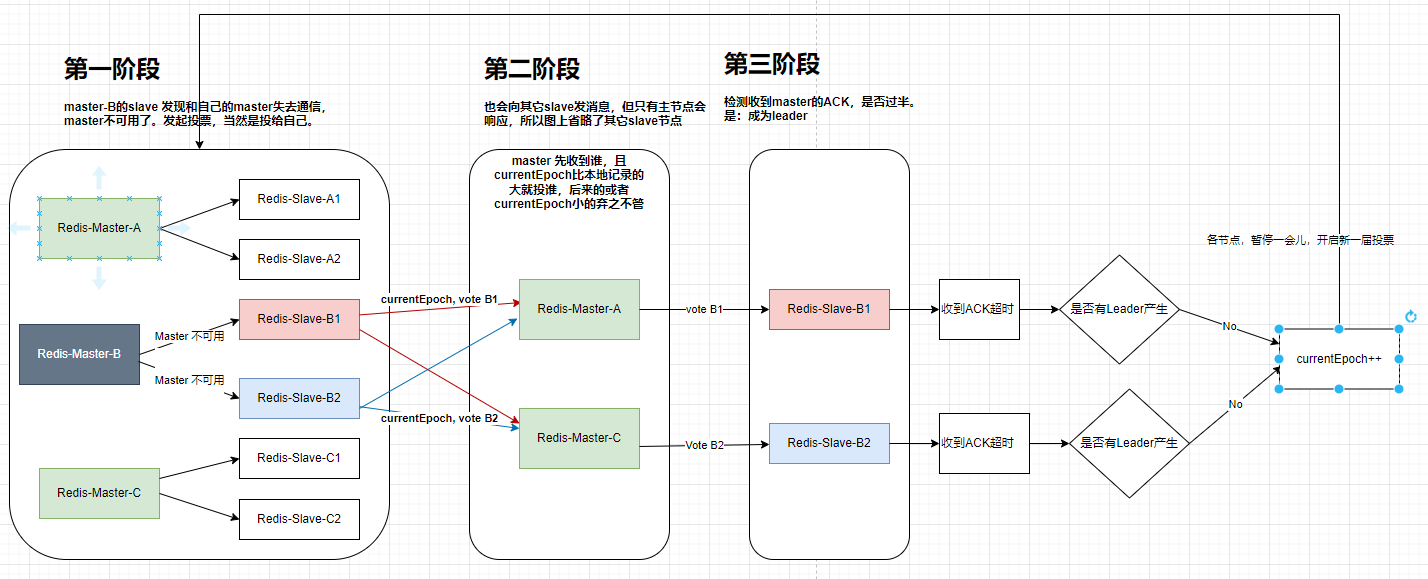 第一阶段
master-B的slave 发现和自己的master失去通信，
master不可用了。发起投票，当然是投给自己。
Redis-Master-A
Redis-Slave-A1
Redis-Slave-A2
Redis-Master-B
Master 不可用
Master 不可用
Redis-Slave-B1
Redis-Slave-B2
Redis-Master-C
Redis-Slave-C1
Redis-Slave-C2
currentEpoch, vote B1
currentEpoch, vote B2
第二阶段
也会向其它slave发消息，但只有主节点会
响应，所以图上省略了其它slave节点
master 先收到谁，且
currentEpoch比本地记录的
大就投谁，后来的或者
currentEpoch小的弃之不管
Redis-Master-A
Redis-Master-C
vote B1
Vote B2
第三阶段
检测收到master的ACK，是否过半。
是：成为leader
Redis-Slave-B1
Redis-Slave-B2
收到ACK超时
收到ACK超时
是否有Leader产生
是否有Leader产生
No
No
各节点，暂停一会儿，开启新一届投票
currentEpoch++